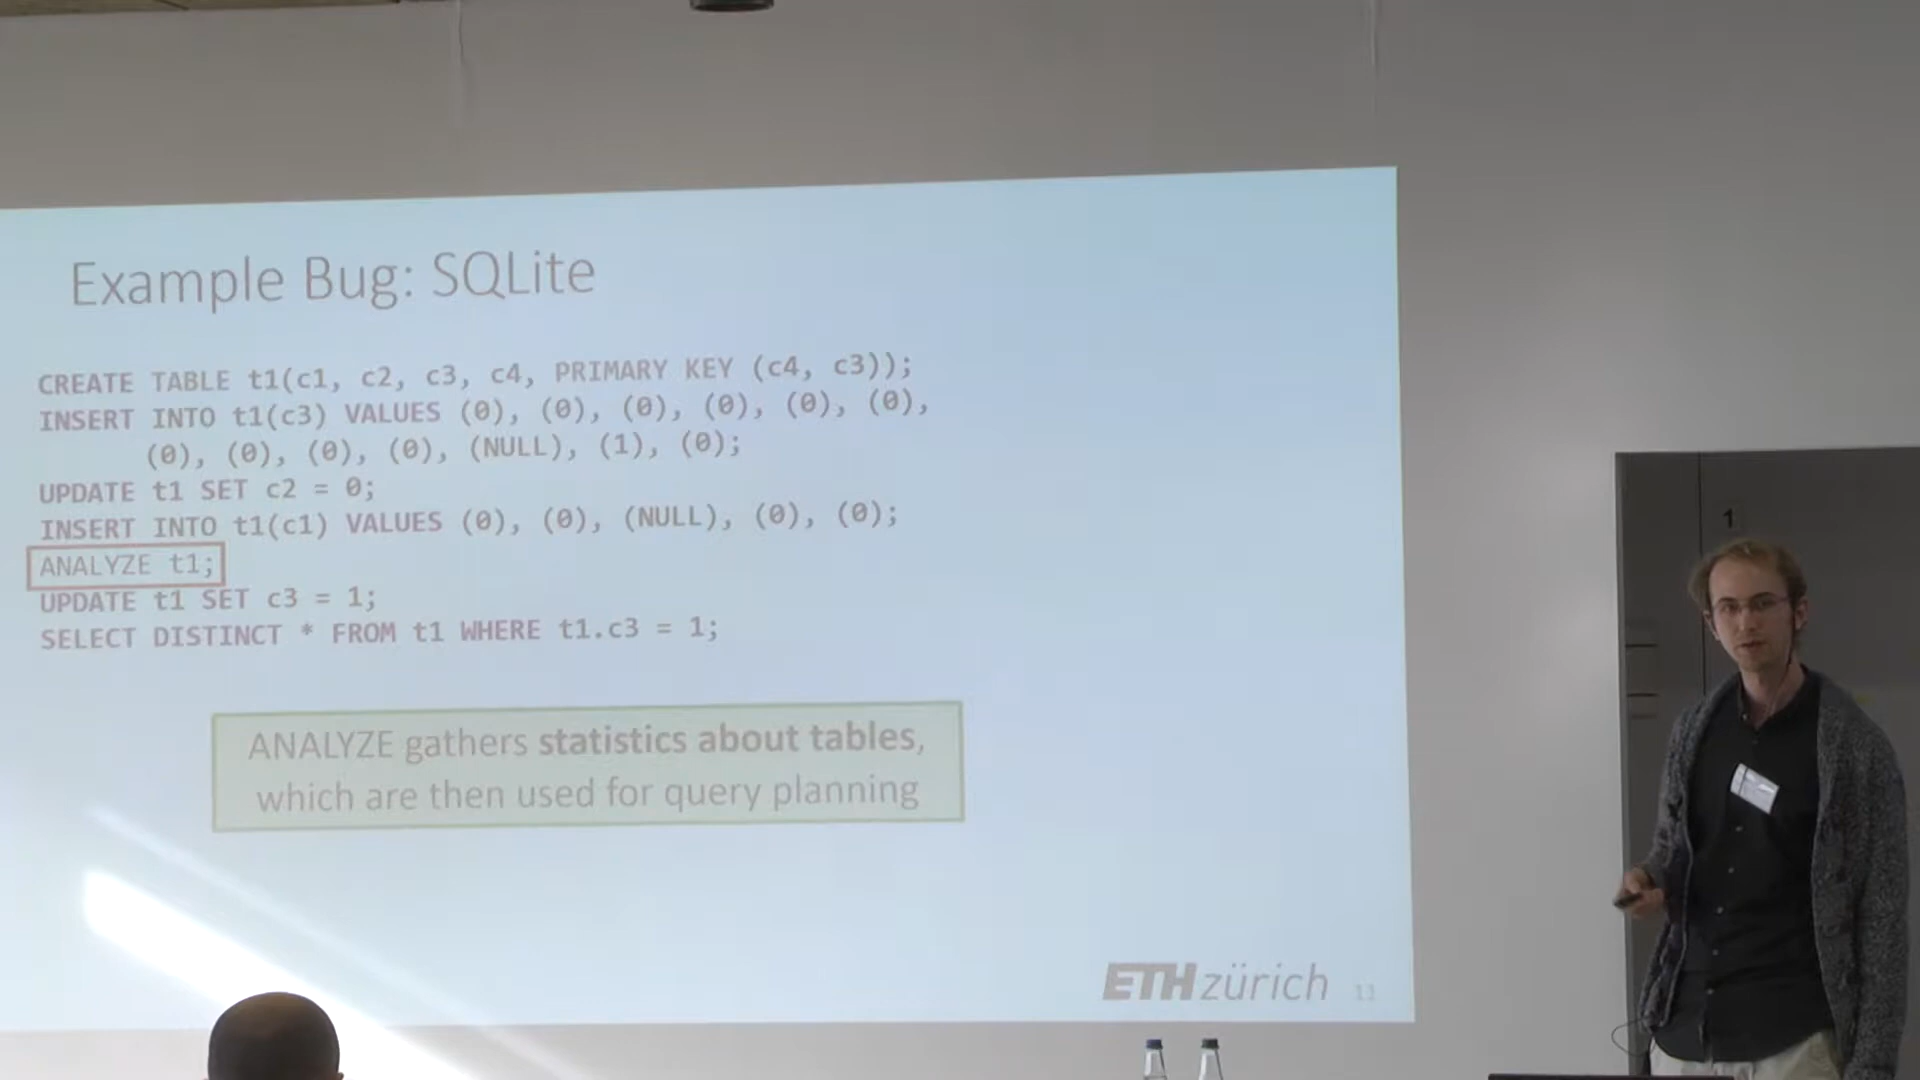 Example Bug: SQLite
CREATE TABLE t1(c1, c2, c3, c4, PRIMARY KEY (c4, c3));
INSERT INTO t1(c3) VALUES (0), (0), (0), (0), (0), (0),
(0), (0), (0), (0), (NULL), (1), (0);
UPDATE t1 SET c2 = 0;
INSERT INTO t1(c1) VALUES (0), (0), (NULL), (0), (0);
ANALYZE t1;
UPDATE t1 SET c3 = 1;
SELECT DISTINCT * FROM t1 WHERE t1.c3 = 1;
ANALYZE gathers statistics about tables,
which are then used for query planning
ETH zürich 11
1